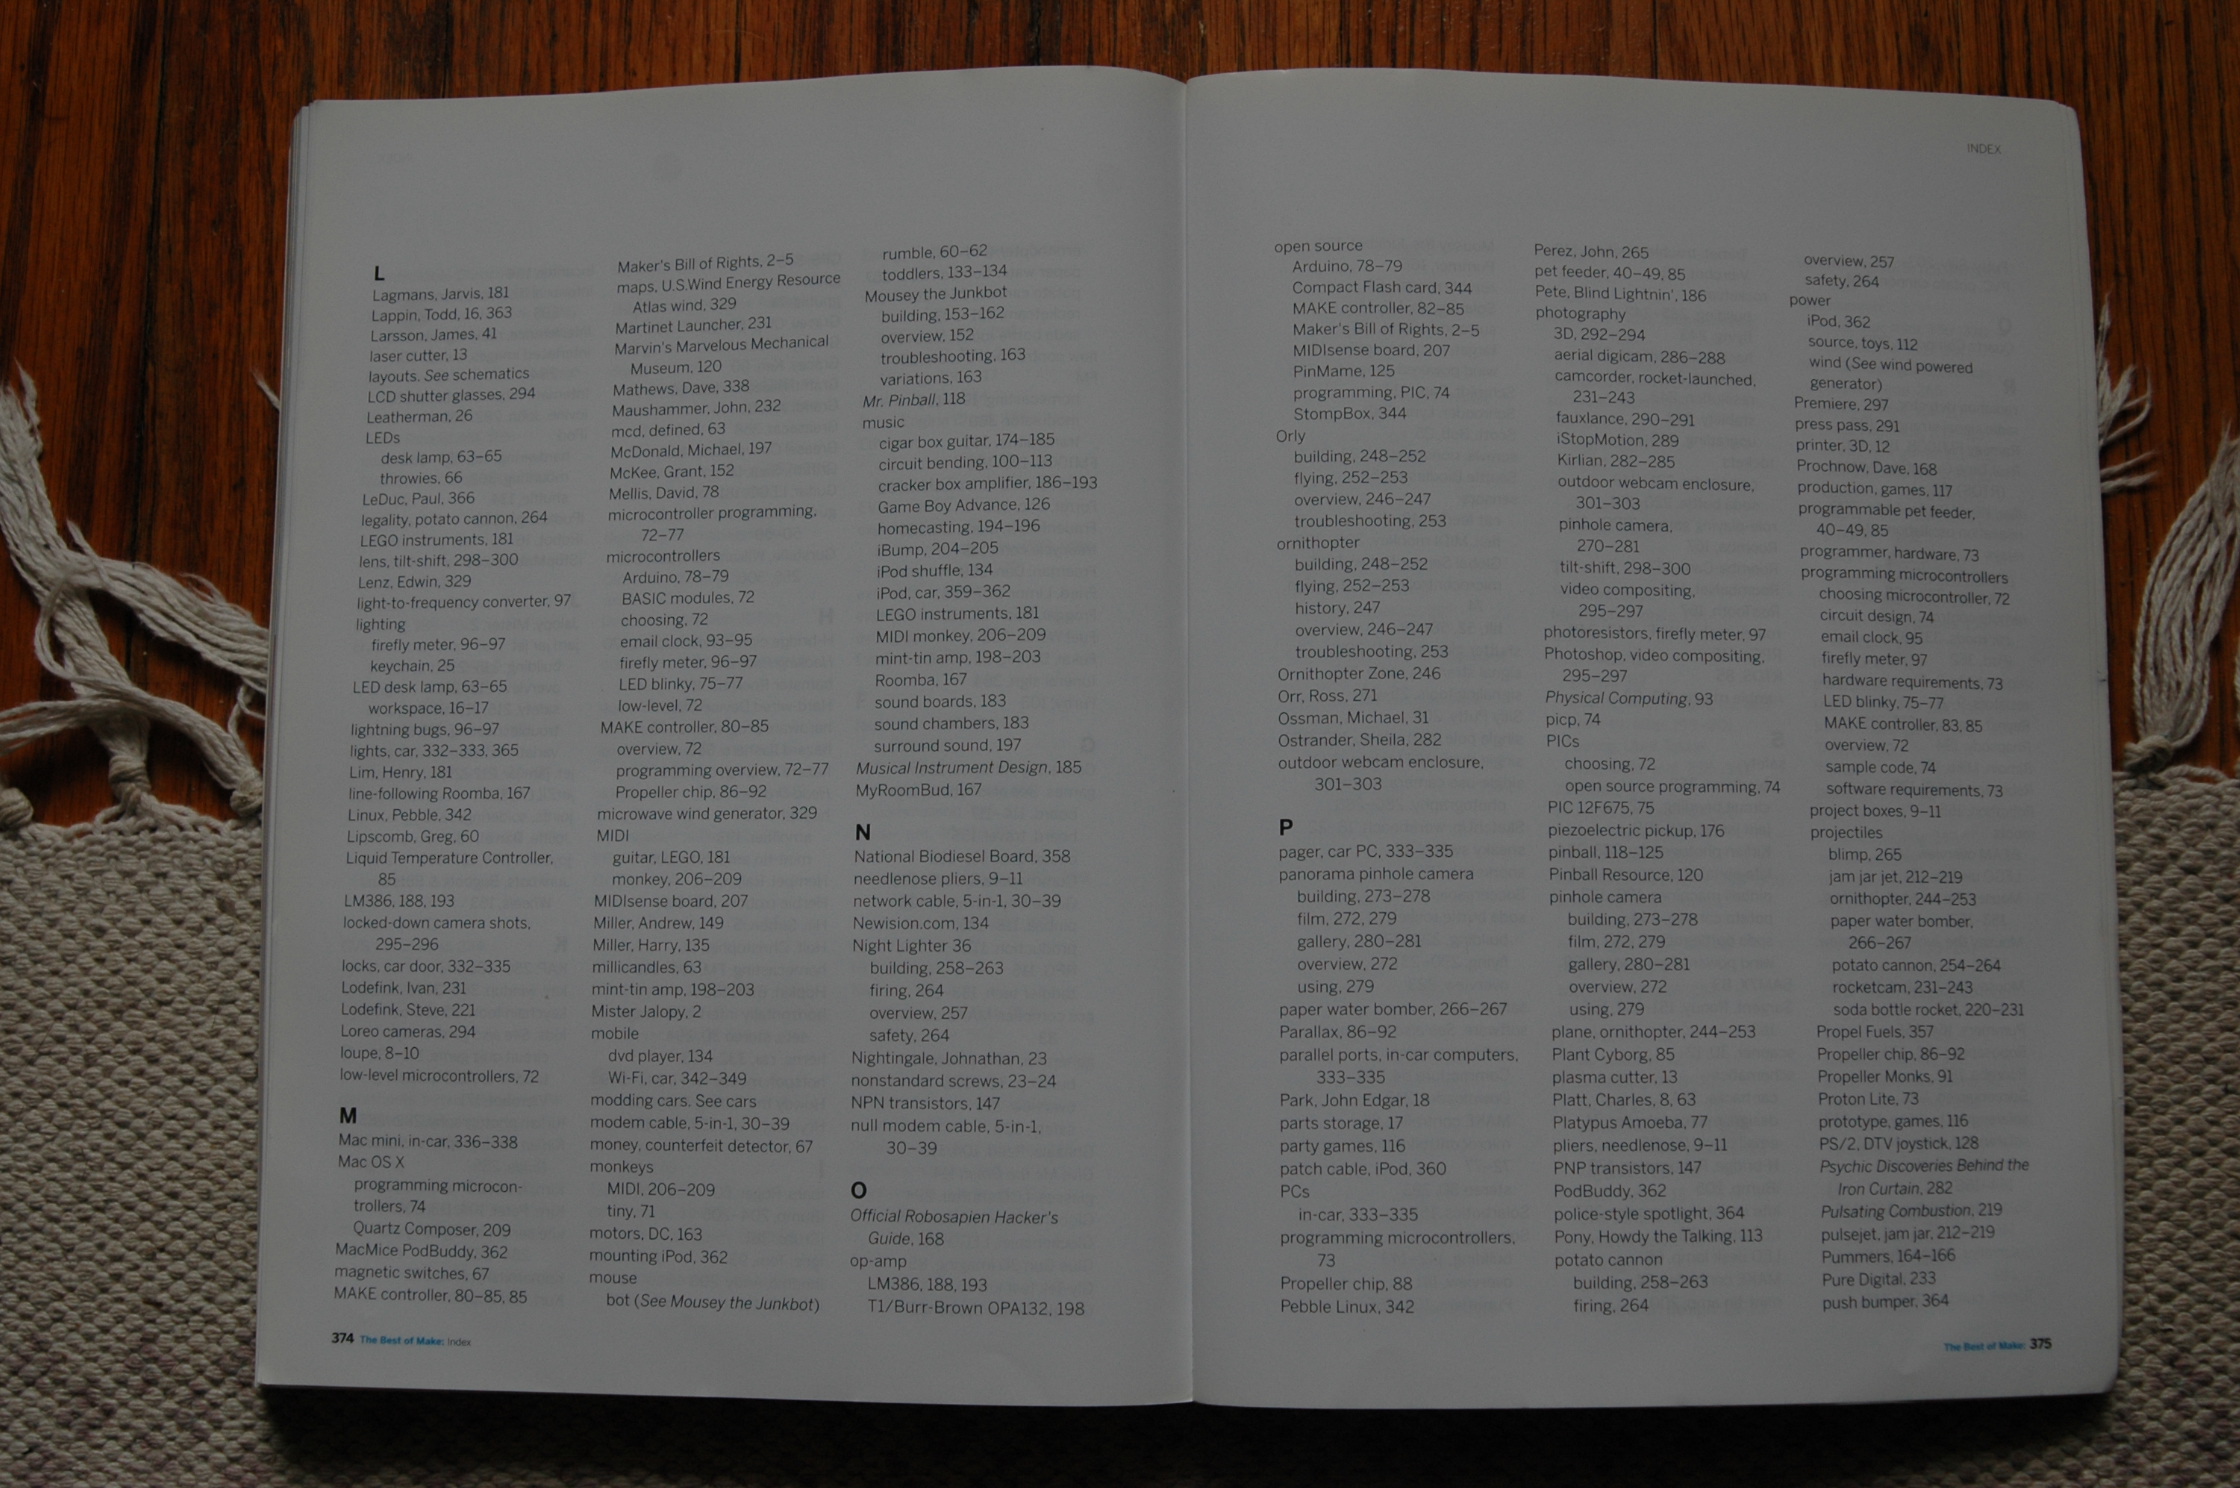 L
Lagmans, Jarvis, 181
Lappin, Todd, 16, 363
Larsson, James, 41
laser cutter, 13
layouts. See schematics
LCD shutter glasses, 294
Leatherman, 26
LEDs
desk lamp, 63–65
throwies, 66
LeDuc, Paul, 366
legality, potato cannon, 264
LEGO instruments, 181
lens, tilt-shift, 298–300
Lenz, Edwin, 329
light-to-frequency converter, 97
lighting
firefly meter, 96–97
keychain, 25
LED desk lamp, 63–65
workspace, 16–17
lightning bugs, 96–97
lights, car, 332–333, 365
Lim, Henry, 181
line-following Roomba, 167
Linux, Pebble, 342
Lipscomb, Greg, 60
Liquid Temperature Controller,
85
LM386, 188, 193
locked-down camera shots,
295–296
locks, car door, 332–335
Lodefink, Ivan, 231
Lodefink, Steve, 221
Loreo cameras, 294
loupe, 8–10
low-level microcontrollers, 72
M
Mac mini, in-car, 336–338
Mac OS X
programming microcon-
trollers, 74
Quartz Composer, 209
MacMice PodBuddy, 362
magnetic switches, 67
MAKE controller, 80–85, 85
Maker's Bill of Rights, 2–5
maps, U.S. Wind Energy Resource
Atlas wind, 329
Martinet Launcher, 231
Marvin's Marvelous Mechanical
Museum, 120
Mathews, Dave, 338
Maushammer, John, 232
mcd, defined, 63
McDonald, Michael, 197
McKee, Grant, 152
Mellis, David, 78
microcontroller programming,
72–77
microcontrollers
Arduino, 78–79
BASIC modules, 72
choosing, 72
email clock, 93–95
firefly meter, 96–97
LED blinky, 75–77
low-level, 72
MAKE controller, 80–85
overview, 72
programming overview, 72–77
Propeller chip, 86–92
microwave wind generator, 329
MIDI
guitar, LEGO, 181
monkey, 206–209
MIDIsense board, 207
Miller, Andrew, 149
Miller, Harry, 135
millicandles, 63
mint-tin amp, 198–203
Mister Jalopy, 2
mobile
dvd player, 134
Wi-Fi, car, 342–349
modding cars. See cars
modem cable, 5-in-1, 30–39
money, counterfeit detector, 67
monkeys
MIDI, 206–209
tiny, 71
motors, DC, 163
mounting iPod, 362
mouse
bot (See Mousey the Junkbot)
rumble, 60–62
toddlers, 133–134
Mousey the Junkbot
building, 153–162
overview, 152
troubleshooting, 163
variations, 163
Mr. Pinball, 118
music
cigar box guitar, 174–185
circuit bending, 100–113
cracker box amplifier, 186–193
Game Boy Advance, 126
homecasting, 194–196
iBump, 204–205
iPod shuffle, 134
iPod, car, 359–362
LEGO instruments, 181
MIDI monkey, 206–209
mint-tin amp, 198–203
Roomba, 167
sound boards, 183
sound chambers, 183
surround sound, 197
Musical Instrument Design, 185
MyRoomBud, 167
N
National Biodiesel Board, 358
needlenose pliers, 9–11
network cable, 5-in-1, 30–39
Newision.com, 134
Night Lighter 36
building, 258–263
firing, 264
overview, 257
safety, 264
Nightingale, Johnathan, 23
nonstandard screws, 23–24
NPN transistors, 147
null modem cable, 5-in-1,
30–39
O
Official Robosapien Hacker's
Guide, 168
op-amp
LM386, 188, 193
T1/Burr-Brown OPA132, 198
374 The Best of Make: Index
INDEX
open source
Arduino, 78–79
Compact Flash card, 344
MAKE controller, 82–85
Maker's Bill of Rights, 2–5
MIDIsense board, 207
PinMame, 125
programming, PIC, 74
StompBox, 344
Orly
building, 248–252
flying, 252–253
overview, 246–247
troubleshooting, 253
ornithopter
building, 248–252
flying, 252–253
history, 247
overview, 246–247
troubleshooting, 253
Ornithopter Zone, 246
Orr, Ross, 271
Ossman, Michael, 31
Ostrander, Sheila, 282
outdoor webcam enclosure,
301–303
P
pager, car PC, 333–335
panorama pinhole camera
building, 273–278
film, 272, 279
gallery, 280–281
overview, 272
using, 279
paper water bomber, 266–267
Parallax, 86–92
parallel ports, in-car computers,
333–335
Park, John Edgar, 18
parts storage, 17
party games, 116
patch cable, iPod, 360
PCs
in-car, 333–335
programming microcontrollers,
73
Propeller chip, 88
Pebble Linux, 342
Perez, John, 265
pet feeder, 40–49, 85
Pete, Blind Lightnin', 186
photography
3D, 292–294
aerial digicam, 286–288
camcorder, rocket-launched,
231–243
fauxlance, 290–291
iStopMotion, 289
Kirlian, 282–285
outdoor webcam enclosure,
301–303
pinhole camera,
270–281
tilt-shift, 298–300
video compositing,
295–297
photoresistors, firefly meter, 97
Photoshop, video compositing,
295–297
Physical Computing, 93
picp, 74
PICs
choosing, 72
open source programming, 74
PIC 12F675, 75
piezoelectric pickup, 176
pinball, 118–125
Pinball Resource, 120
pinhole camera
building, 273–278
film, 272, 279
gallery, 280–281
overview, 272
using, 279
plane, ornithopter, 244–253
Plant Cyborg, 85
plasma cutter, 13
Platt, Charles, 8, 63
Platypus Amoeba, 77
pliers, needlenose, 9–11
PNP transistors, 147
PodBuddy, 362
police-style spotlight, 364
Pony, Howdy the Talking, 113
potato cannon
building, 258–263
firing, 264
overview, 257
safety, 264
power
iPod, 362
source, toys, 112
wind (See wind powered
generator)
Premiere, 297
press pass, 291
printer, 3D, 12
Prochnow, Dave, 168
production, games, 117
programmable pet feeder,
40–49, 85
programmer, hardware, 73
programming microcontrollers
choosing microcontroller, 72
circuit design, 74
email clock, 95
firefly meter, 97
hardware requirements, 73
LED blinky, 75–77
MAKE controller, 83, 85
overview, 72
sample code, 74
software requirements, 73
project boxes, 9–11
projectiles
blimp, 265
jam jar jet, 212–219
ornithopter, 244–253
paper water bomber,
266–267
potato cannon, 254–264
rocketcam, 231–243
soda bottle rocket, 220–231
Propel Fuels, 357
Propeller chip, 86–92
Propeller Monks, 91
Proton Lite, 73
prototype, games, 116
PS/2, DTV joystick, 128
Psychic Discoveries Behind the
Iron Curtain, 282
Pulsating Combustion, 219
pulsejet, jam jar, 212–219
Pummers, 164–166
Pure Digital, 233
push bumper, 364
The Best of Make: 375